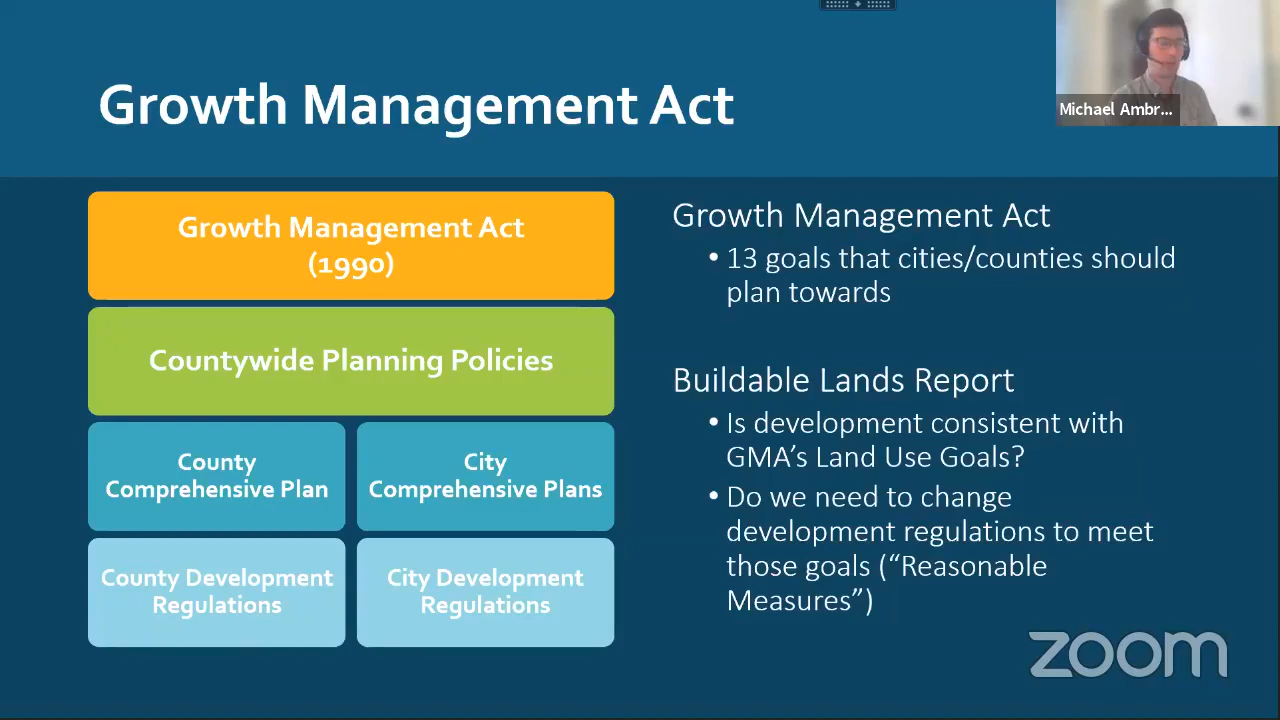 Growth Management Act
Michael Ambr...
Growth Management Act
(1990)
Countywide Planning Policies
County
Comprehensive Plan
City
Comprehensive Plans
County Development
Regulations
City Development
Regulations
Growth Management Act
• 13 goals that cities/counties should
plan towards
Buildable Lands Report
• Is development consistent with
GMA’s Land Use Goals?
• Do we need to change
development regulations to meet
those goals (“Reasonable
Measures”)
zoom